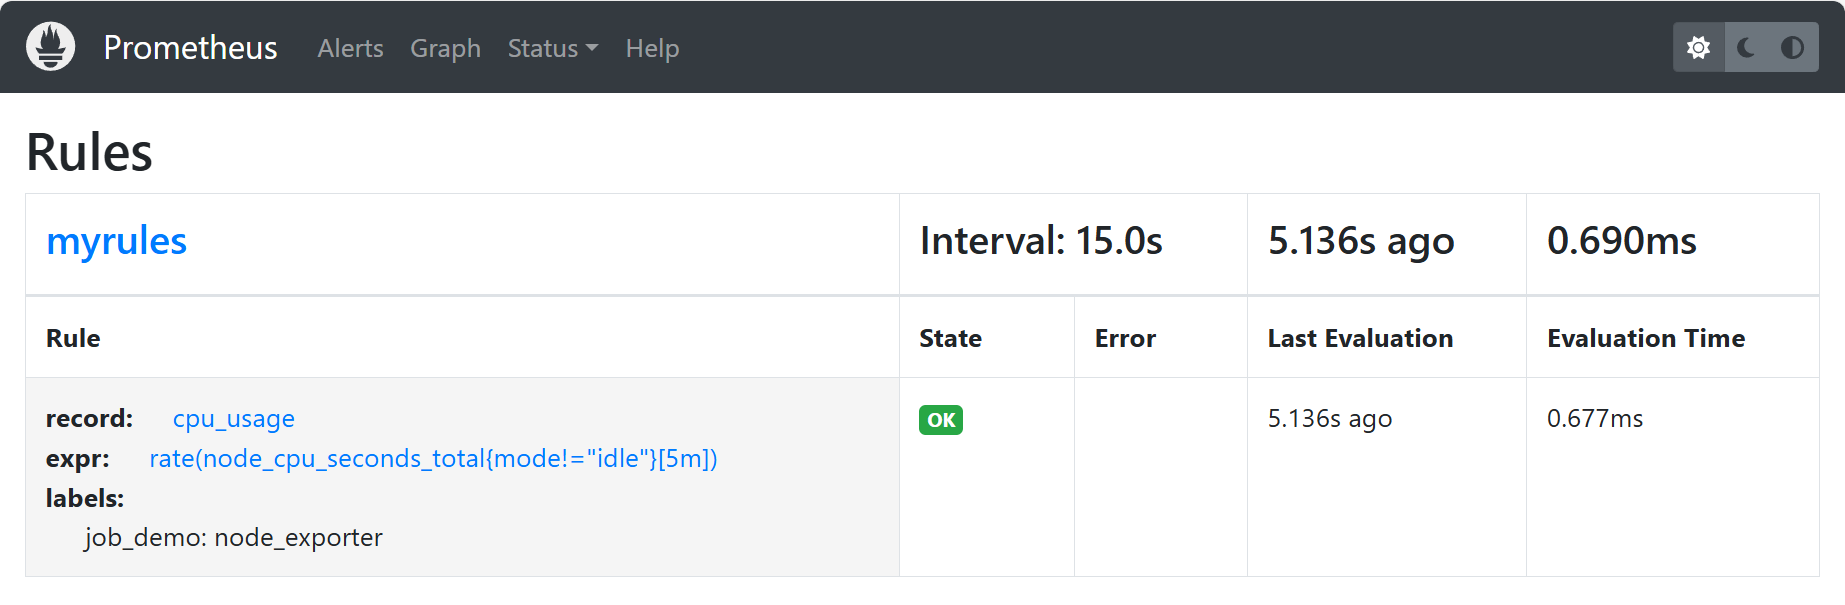 Prometheus Alerts Graph Status Help
Rules
myrules Interval: 15.0s 5.136s ago 0.690ms
Rule State Error Last Evaluation Evaluation Time
record: cpu_usage OK 5.136s ago 0.677ms
expr: rate(node_cpu_seconds_total{mode!="idle"}[5m])
labels:
job_demo: node_exporter